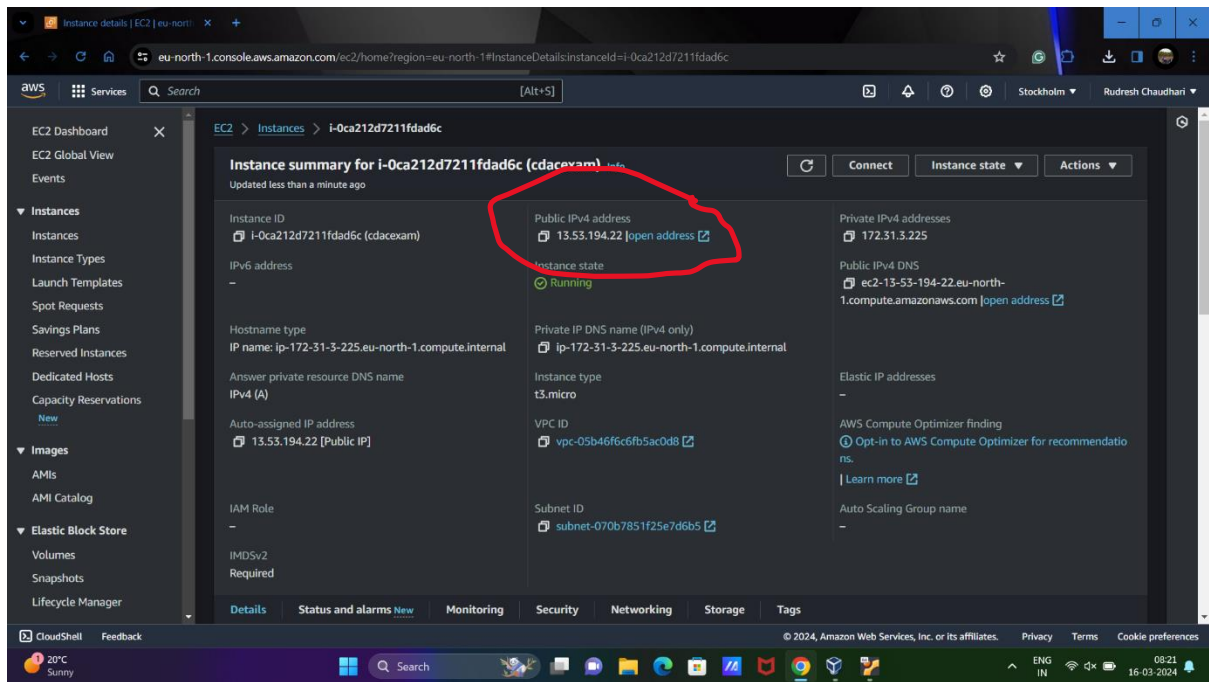 Instance details | EC2 | eu-north
eu-north-1.console.aws.amazon.com/ec2/home?region=eu-north-1#InstanceDetails:instanceId=i-0ca212d7211fdad6c
aws Services Search [Alt+S] Stockholm ▼ Rudresh Chaudhari ▼
EC2 Dashboard
EC2 Global View
Events
▼ Instances
Instances
Instance Types
Launch Templates
Spot Requests
Savings Plans
Reserved Instances
Dedicated Hosts
Capacity Reservations
New
▼ Images
AMIs
AMI Catalog
▼ Elastic Block Store
Volumes
Snapshots
Lifecycle Manager
EC2 > Instances > i-0ca212d7211fdad6c
Instance summary for i-0ca212d7211fdad6c (cdacexam) Info
Updated less than a minute ago
Connect Instance state ▼ Actions ▼
Instance ID
i-0ca212d7211fdad6c (cdacexam)
Public IPv4 address
13.53.194.22 |open address
Private IPv4 addresses
172.31.3.225
IPv6 address
–
Instance state
Running
Public IPv4 DNS
ec2-13-53-194-22.eu-north-
1.compute.amazonaws.com |open address
Hostname type
IP name: ip-172-31-3-225.eu-north-1.compute.internal
Private IP DNS name (IPv4 only)
ip-172-31-3-225.eu-north-1.compute.internal
Answer private resource DNS name
IPv4 (A)
Instance type
t3.micro
Elastic IP addresses
–
Auto-assigned IP address
13.53.194.22 [Public IP]
VPC ID
vpc-05b46f6c6fb5ac0d8
AWS Compute Optimizer finding
Opt-in to AWS Compute Optimizer for recommendatio
ns.
| Learn more
IAM Role
–
Subnet ID
subnet-070b7851f25e7d6b5
Auto Scaling Group name
–
IMDSv2
Required
Details Status and alarms New Monitoring Security Networking Storage Tags
CloudShell Feedback © 2024, Amazon Web Services, Inc. or its affiliates. Privacy Terms Cookie preferences
1
20°C
Sunny
Search
ENG
IN
08:21
16-03-2024